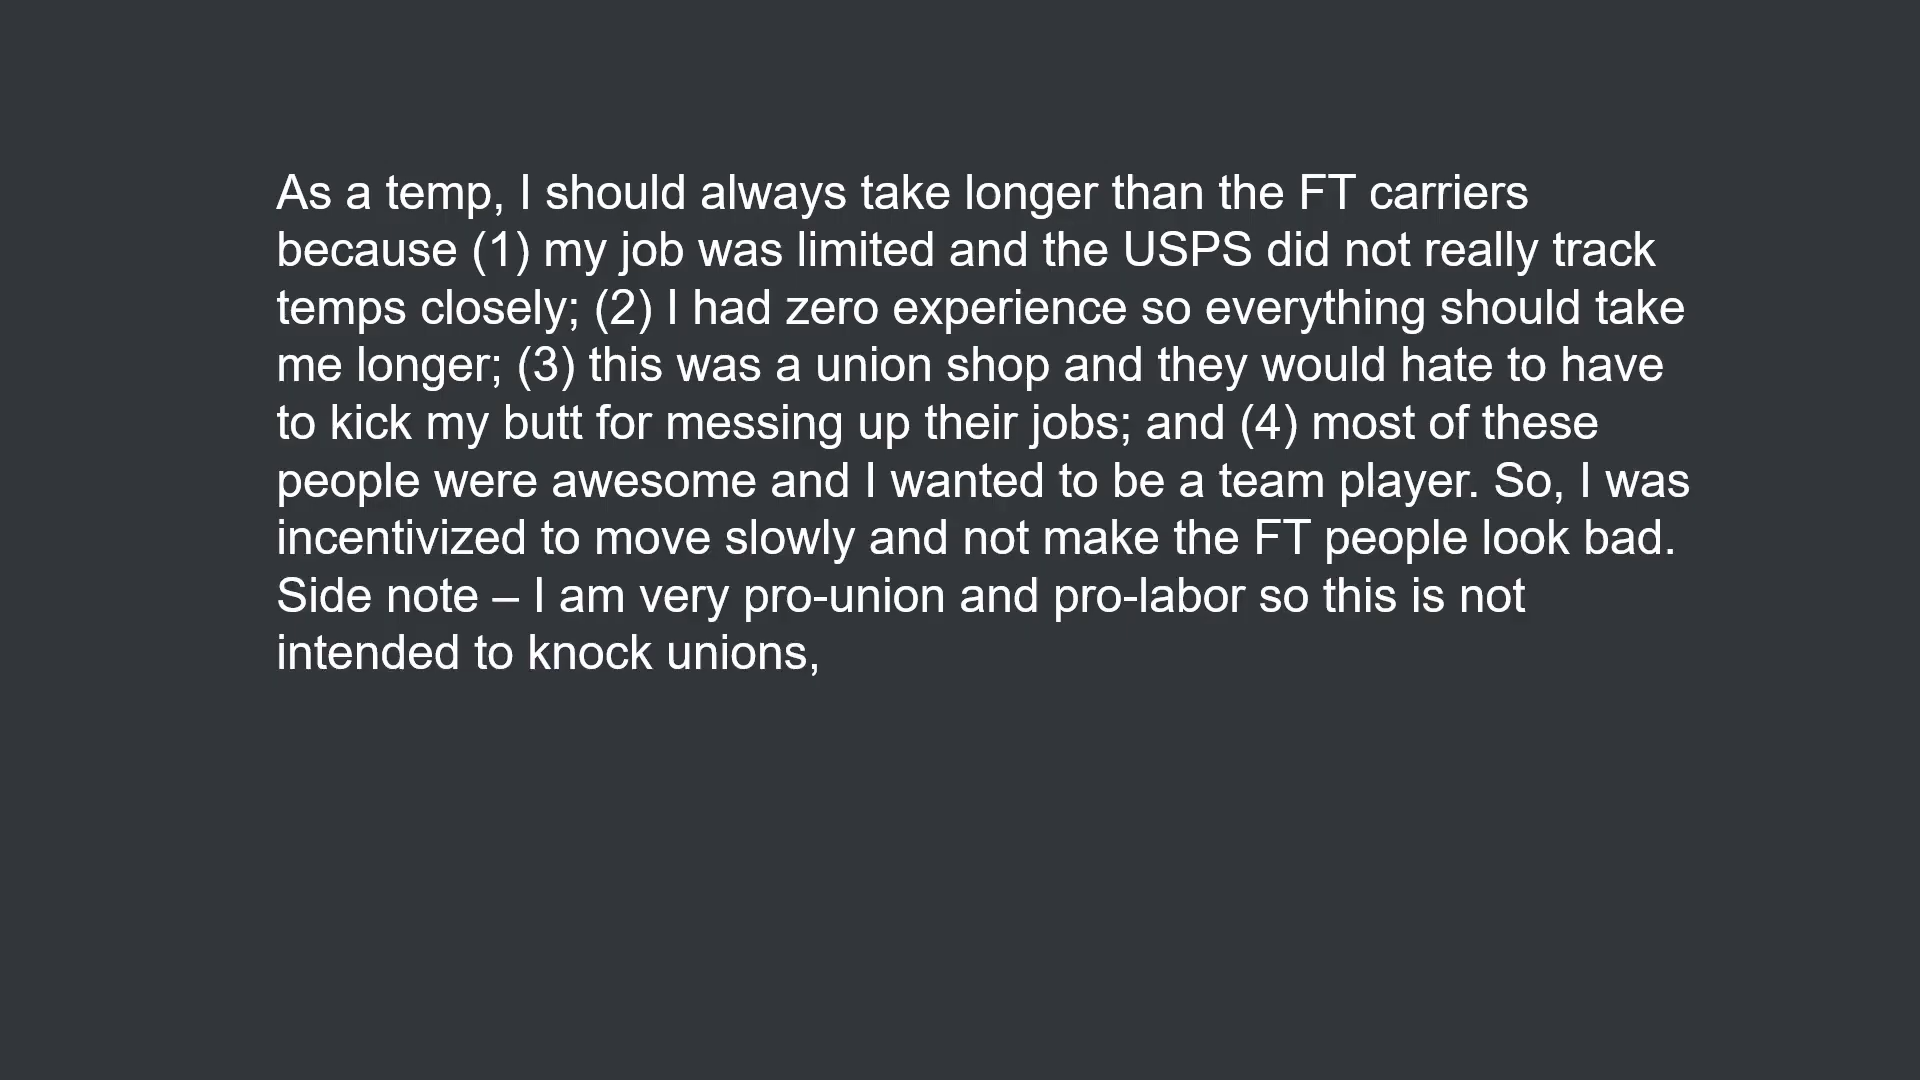 As a temp, I should always take longer than the FT carriers
because (1) my job was limited and the USPS did not really track
temps closely; (2) I had zero experience so everything should take
me longer; (3) this was a union shop and they would hate to have
to kick my butt for messing up their jobs; and (4) most of these
people were awesome and I wanted to be a team player. So, I was
incentivized to move slowly and not make the FT people look bad.
Side note – I am very pro-union and pro-labor so this is not
intended to knock unions,